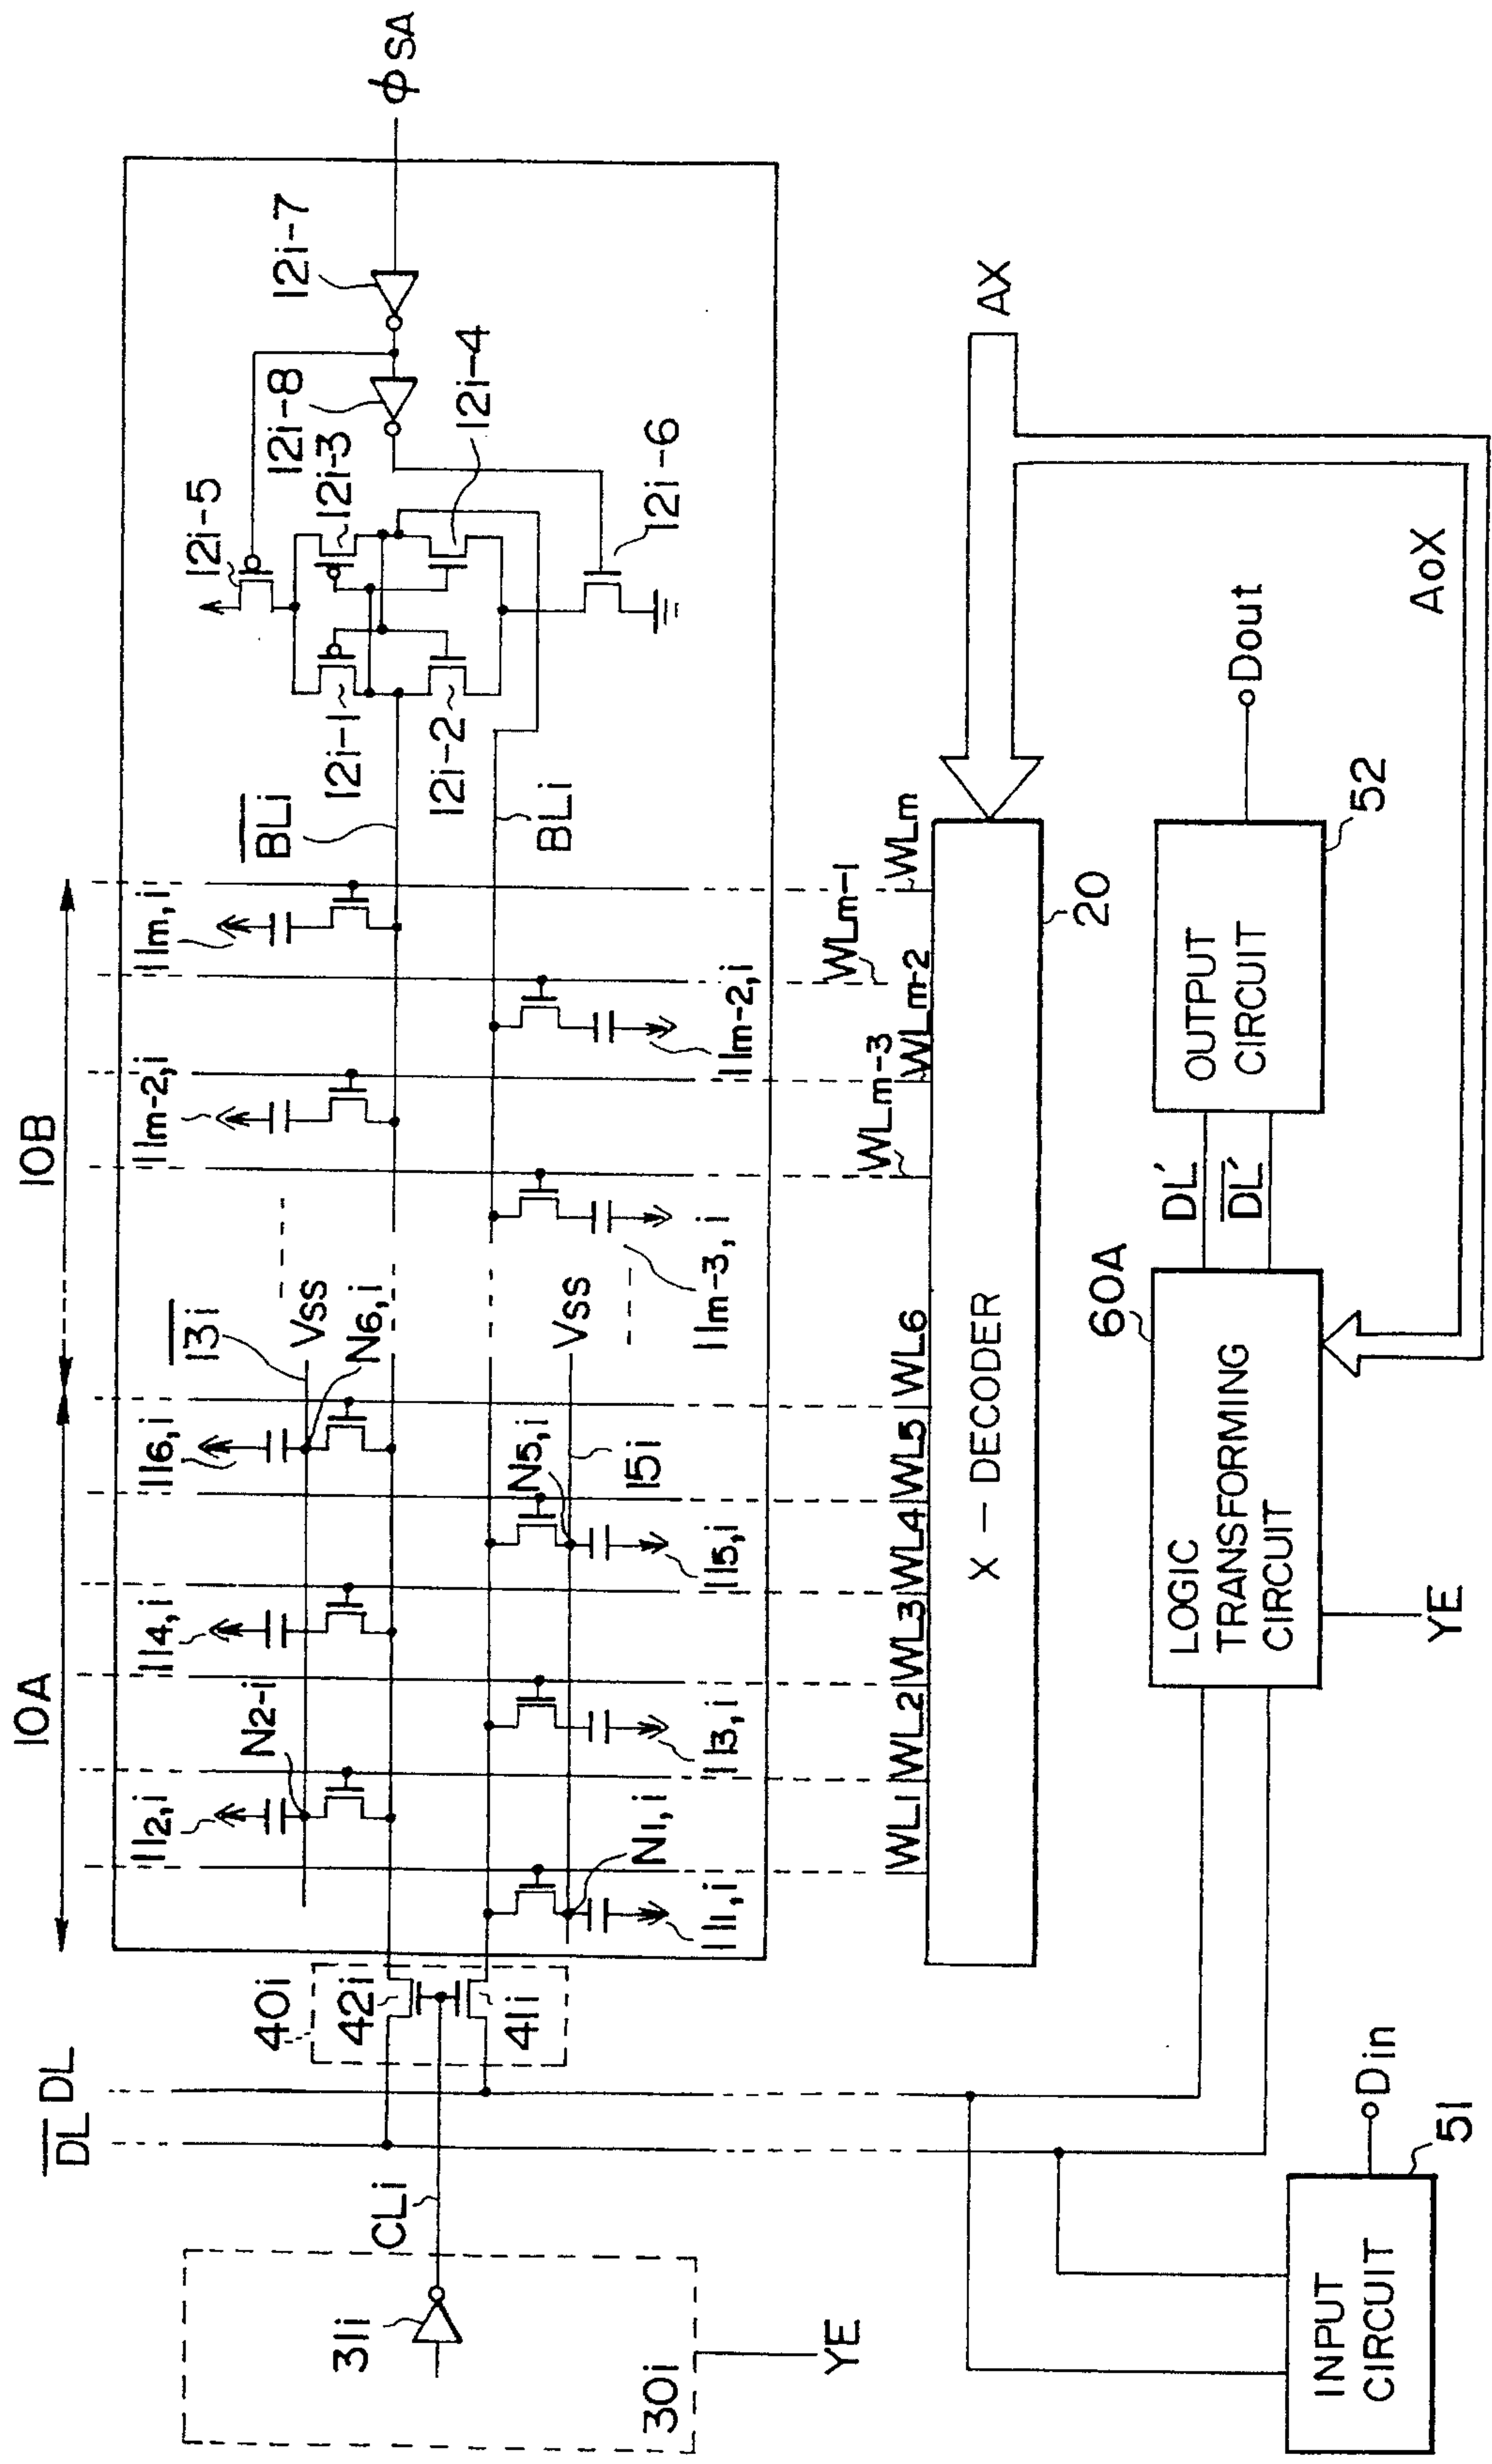 10A
10B
11₂,i
11₄,i
11₆,i
11m-2,i
11m,i
N2-i
13̅i̅
Vss
N6,i
B̅L̅i̅
12i-5
12i-3
12i-8
12i-7
φSA
12i-1
12i-2
12i-4
12i-6
BLi
D̅L̅
DL
40i
42i
41i
CLi
31i
30i
YE
N1,i
N5,i
15i
Vss
11₁,i
11₃,i
11₅,i
11m-3,i
11m-2,i
WL1
WL2
WL3
WL4
WL5
WL6
WLm-3
WLm-2
WLm-1
WLm
X-DECODER
20
AX
AoX
LOGIC
TRANSFORMING
CIRCUIT
60A
YE
DL'
D̅L̅'̅
OUTPUT
CIRCUIT
52
Dout
INPUT
CIRCUIT
51
Din